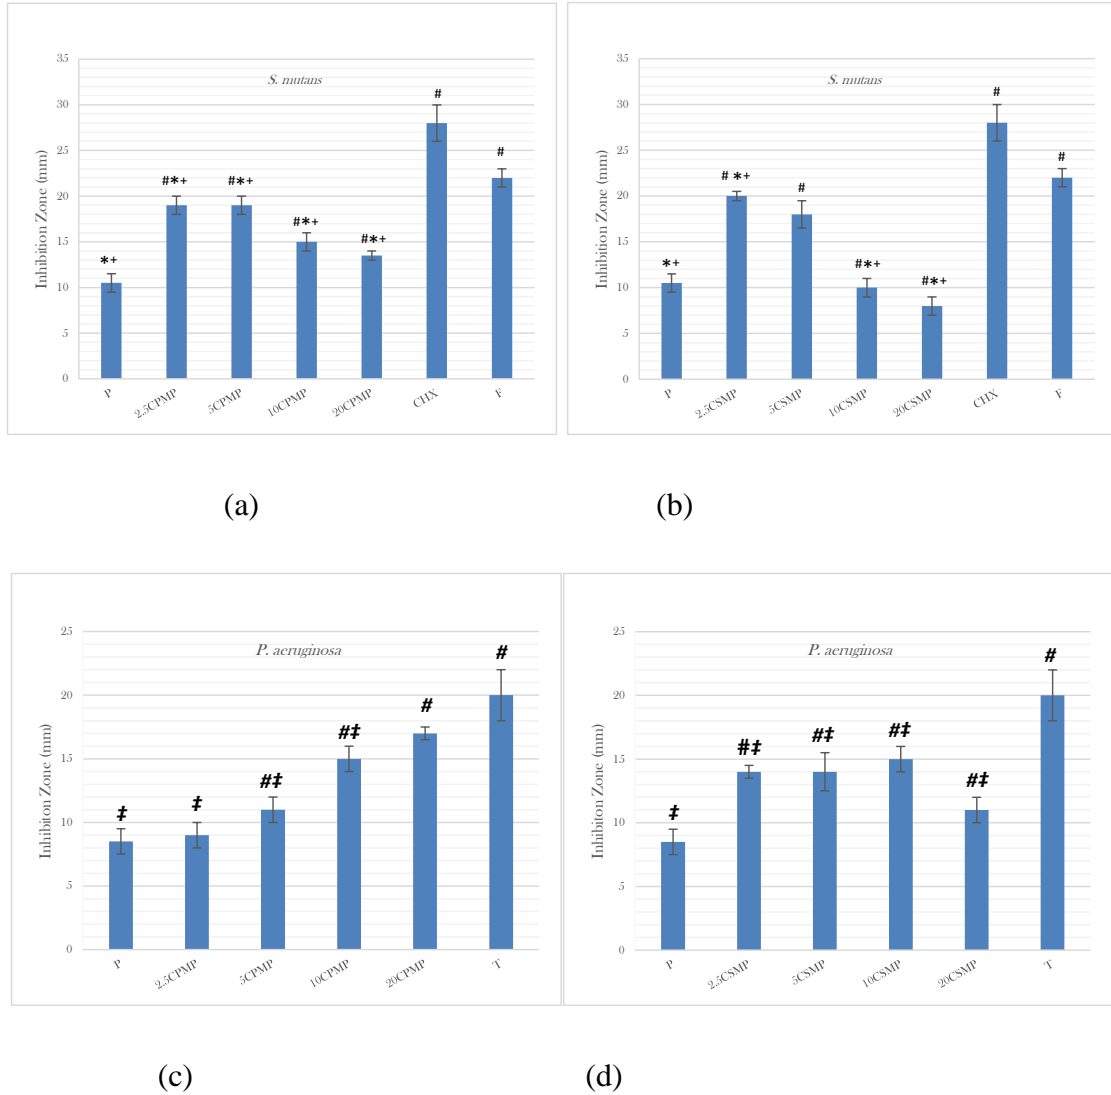 35
30
25
20
15
10
5
0
Inhibition Zone (mm)
S. mutans
*+
#*+
#*+
#*+
#*+
#
#
P
2.5CPMP
5CPMP
10CPMP
20CPMP
CHX
F
(a)
35
30
25
20
15
10
5
0
Inhibition Zone (mm)
S. mutans
*+
# *+
#
#*+
#*+
#
#
P
2.5CSMP
5CSMP
10CSMP
20CSMP
CHX
F
(b)
25
20
15
10
5
0
Inhibiton Zone (mm)
P. aeruginosa
‡
‡
#‡
#‡
#
#
P
2.5CPMP
5CPMP
10CPMP
20CPMP
T
(c)
25
20
15
10
5
0
Inhibiton Zone (mm)
P. aeruginosa
‡
#‡
#‡
#‡
#‡
#
P
2.5CSMP
5CSMP
10CSMP
20CSMP
T
(d)